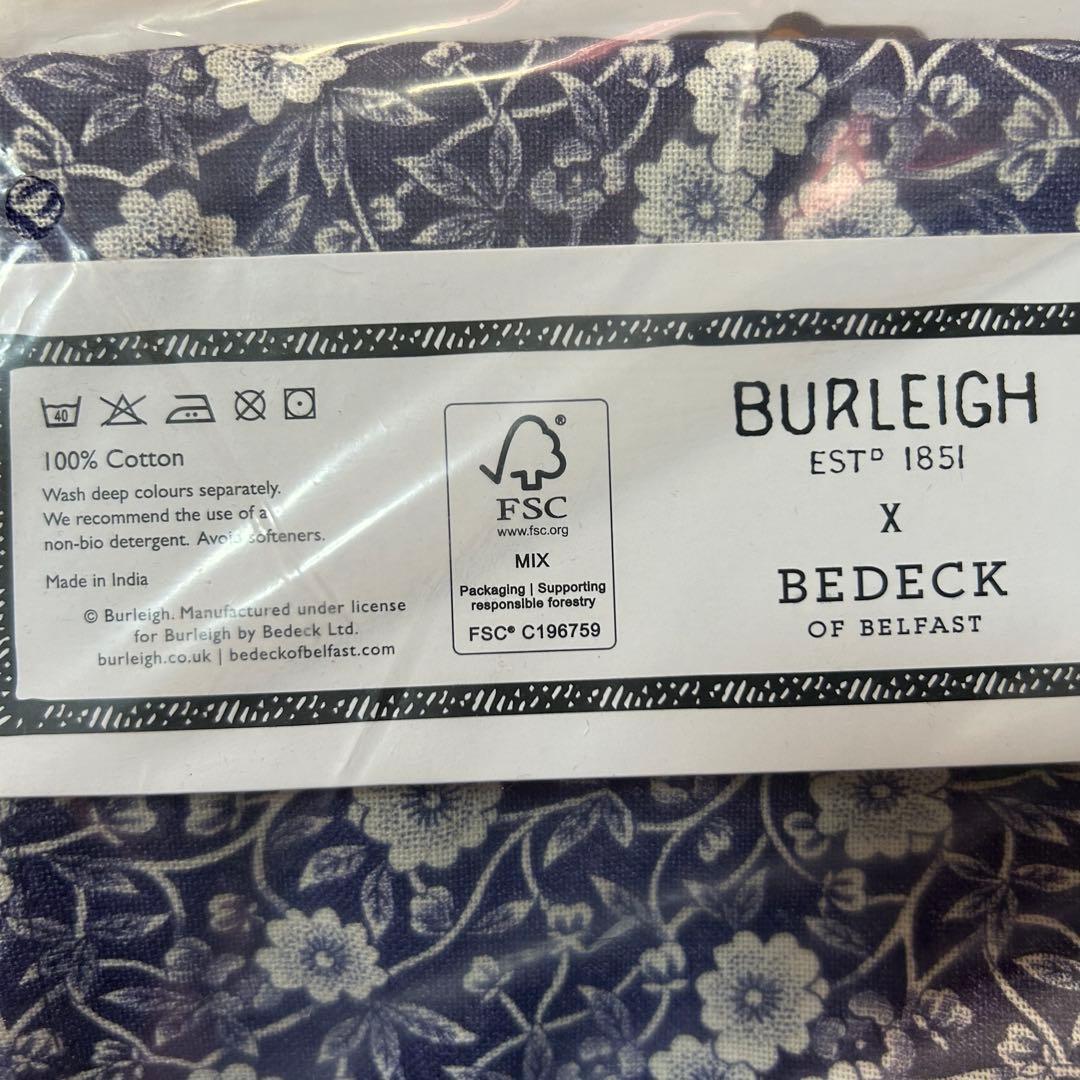 40
100% Cotton
Wash deep colours separately.
We recommend the use of a
non-bio detergent. Avoid softeners.
Made in India
© Burleigh. Manufactured under license
for Burleigh by Bedeck Ltd.
burleigh.co.uk | bedeckofbelfast.com
®
FSC
www.fsc.org
MIX
Packaging | Supporting
responsible forestry
FSC® C196759
BURLEIGH
ESTD 1851
X
BEDECK
OF BELFAST